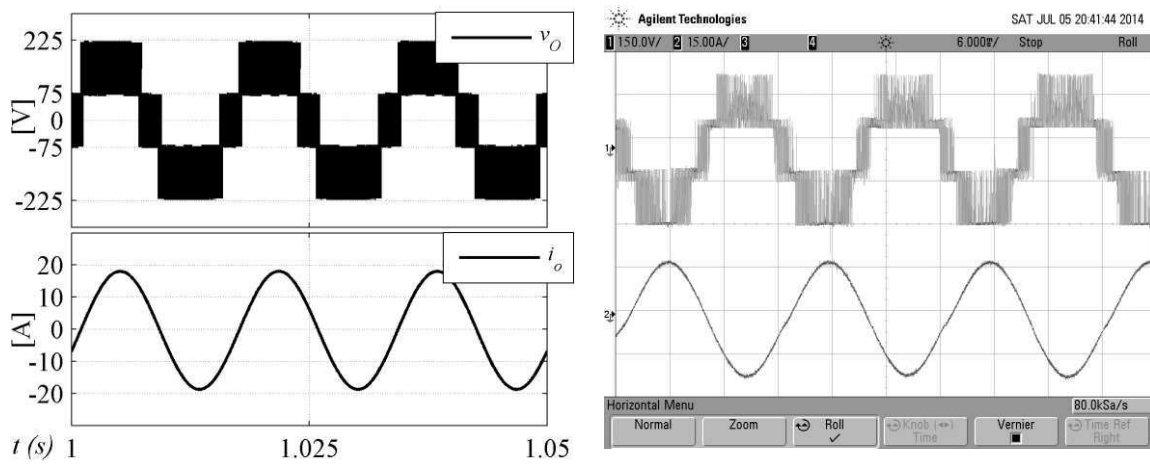 225
75
0
-75
-225
[V]
v_O
20
10
0
-10
-20
[A]
i_o
t (s)
1
1.025
1.05
Agilent Technologies
SAT JUL 05 20:41:44 2014
1 150.0V/ 2 15.00A/ 3 4 6.000s/ Stop Roll
1
2
Horizontal Menu
80.0kSa/s
Normal
Zoom
Roll
✓
Knob (◂▸)
Time
Vernier
Time Ref
Right